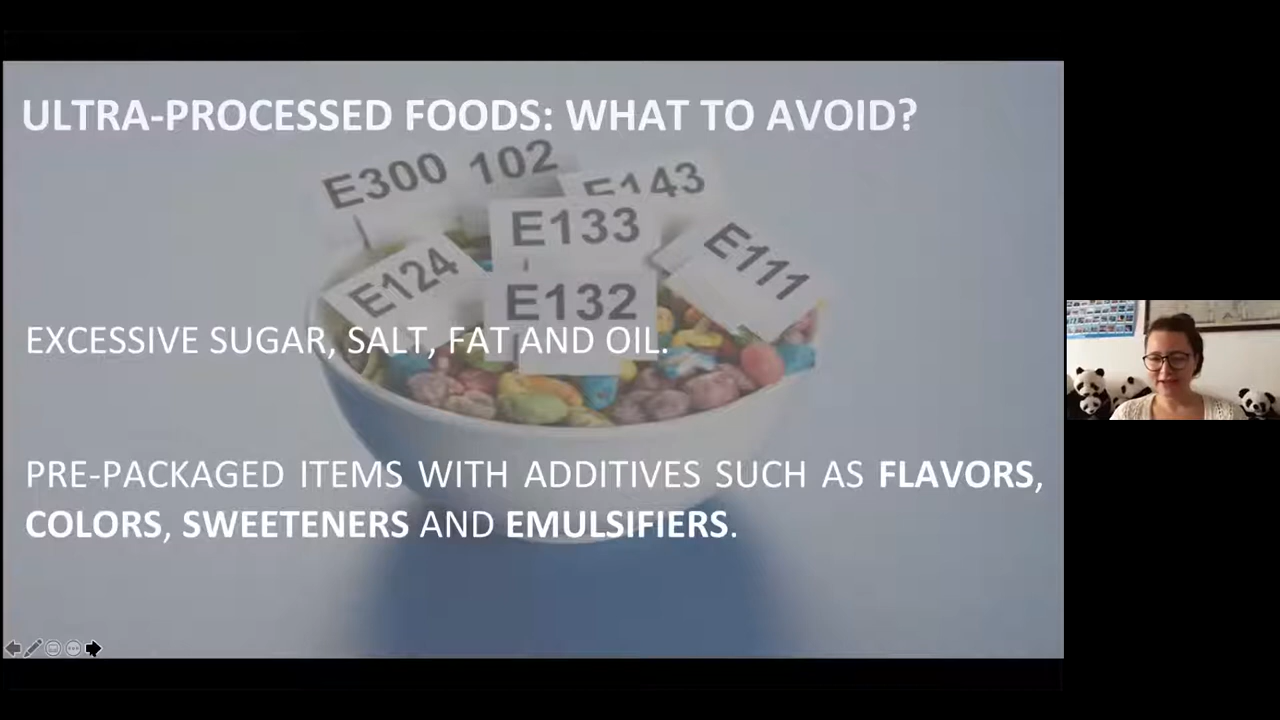 ULTRA-PROCESSED FOODS: WHAT TO AVOID?
E300 102
E143
E133
E124
E111
E132
EXCESSIVE SUGAR, SALT, FAT AND OIL.
PRE-PACKAGED ITEMS WITH ADDITIVES SUCH AS FLAVORS,
COLORS, SWEETENERS AND EMULSIFIERS.